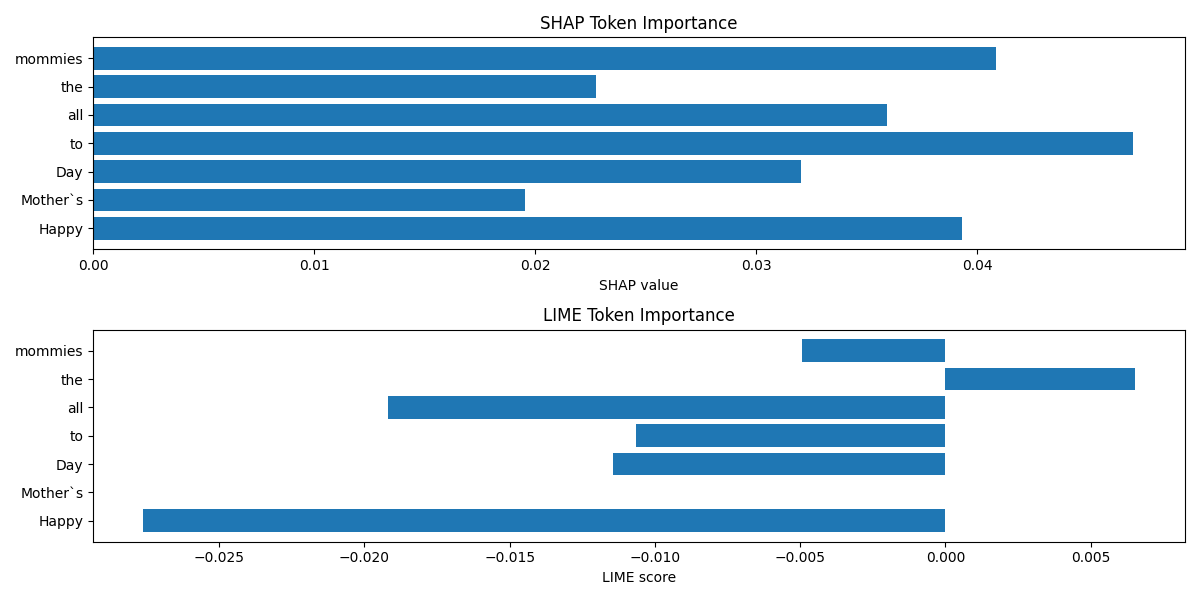 SHAP Token Importance
mommies
the
all
to
Day
Mother`s
Happy
0.00 0.01 0.02 0.03 0.04
SHAP value
LIME Token Importance
mommies
the
all
to
Day
Mother`s
Happy
−0.025 −0.020 −0.015 −0.010 −0.005 0.000 0.005
LIME score